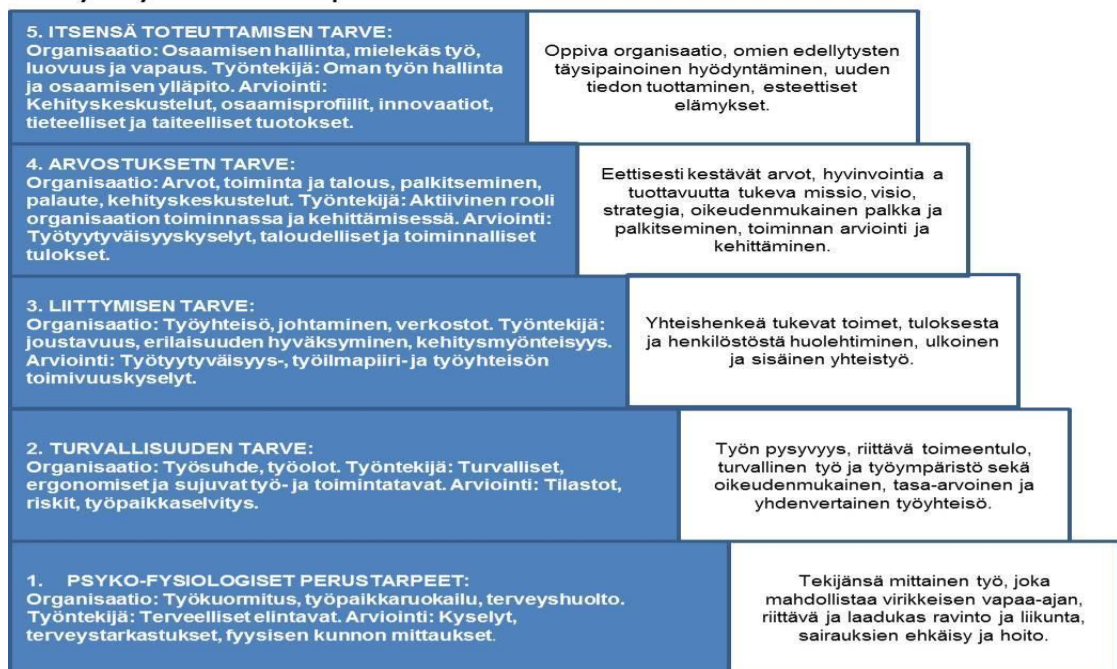 5. ITSENSÄ TOTEUTTAMISEN TARVE:
Organisaatio: Osaamisen hallinta, mielekäs työ,
luovuus ja vapaus. Työntekijä: Oman työn hallinta
ja osaamisen ylläpito. Arviointi:
Kehityskeskustelut, osaamisprofiilit, innovaatiot,
tieteelliset ja taiteelliset tuotokset.
Oppiva organisaatio, omien edellytysten
täysipainoinen hyödyntäminen, uuden
tiedon tuottaminen, esteettiset
elämykset.
4. ARVOSTUKSETN TARVE:
Organisaatio: Arvot, toiminta ja talous, palkitseminen,
palaute, kehityskeskustelut. Työntekijä: Aktiivinen rooli
organisaation toiminnassa ja kehittämisessä. Arviointi:
Työtyytyväisyyskyselyt, taloudelliset ja toiminnalliset
tulokset.
Eettisesti kestävät arvot, hyvinvointia a
tuottavuutta tukeva missio, visio,
strategia, oikeudenmukainen palkka ja
palkitseminen, toiminnan arviointi ja
kehittäminen.
3. LIITTYMISEN TARVE:
Organisaatio: Työyhteisö, johtaminen, verkostot. Työntekijä:
joustavuus, erilaisuuden hyväksyminen, kehitysmyönteisyys.
Arviointi: Työtyytyväisyys-, työilmapiiri- ja työyhteisön
toimivuuskyselyt.
Yhteishenkeä tukevat toimet, tuloksesta
ja henkilöstöstä huolehtiminen, ulkoinen
ja sisäinen yhteistyö.
2. TURVALLISUUDEN TARVE:
Organisaatio: Työsuhde, työolot. Työntekijä: Turvalliset,
ergonomiset ja sujuvat työ- ja toimintatavat. Arviointi: Tilastot,
riskit, työpaikkaselvitys.
Työn pysyvyys, riittävä toimeentulo,
turvallinen työ ja työympäristö sekä
oikeudenmukainen, tasa-arvoinen ja
yhdenvertainen työyhteisö.
1. PSYKO-FYSIOLOGISET PERUSTARPEET:
Organisaatio: Työkuormitus, työpaikkaruokailu, terveyshuolto.
Työntekijä: Terveelliset elintavat. Arviointi: Kyselyt,
terveystarkastukset, fyysisen kunnon mittaukset.
Tekijänsä mittainen työ, joka
mahdollistaa virikkeisen vapaa-ajan,
riittävä ja laadukas ravinto ja liikunta,
sairauksien ehkäisy ja hoito.